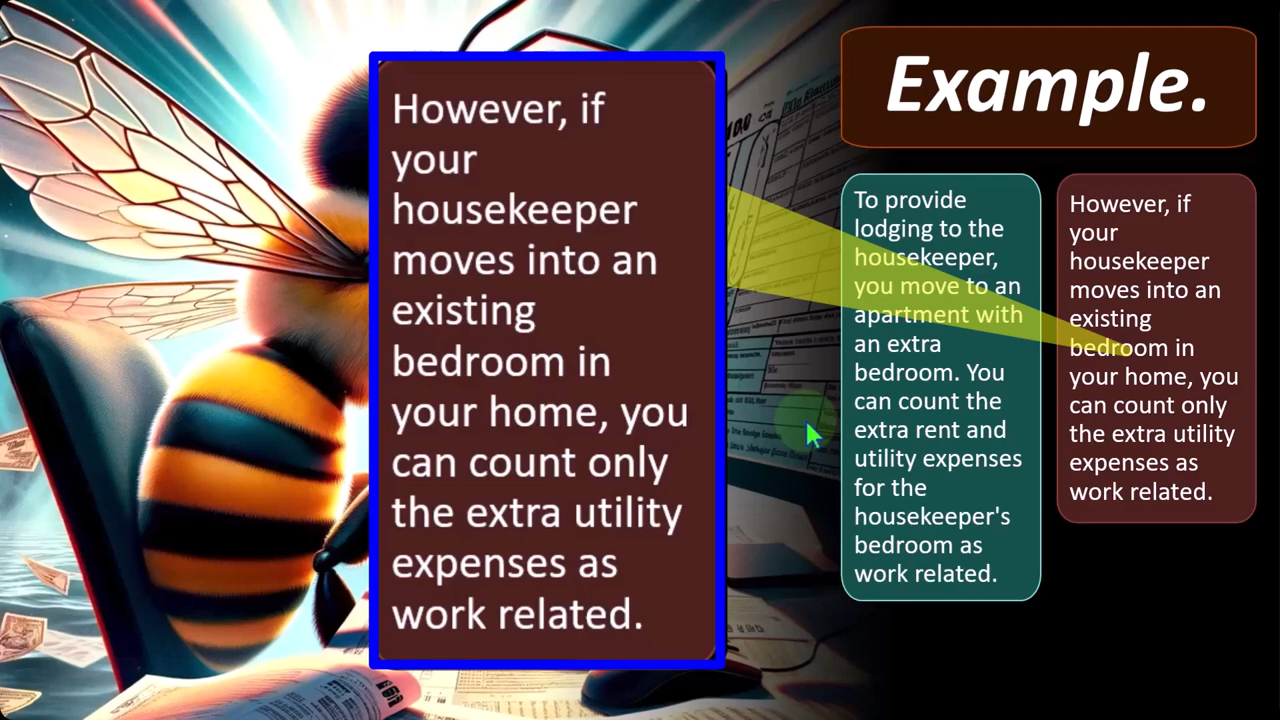 Example.
However, if
your
housekeeper
moves into an
existing
bedroom in
your home, you
can count only
the extra utility
expenses as
work related.
To provide
lodging to the
housekeeper,
you move to an
apartment with
an extra
bedroom. You
can count the
extra rent and
utility expenses
for the
housekeeper's
bedroom as
work related.
However, if
your
housekeeper
moves into an
existing
bedroom in
your home, you
can count only
the extra utility
expenses as
work related.